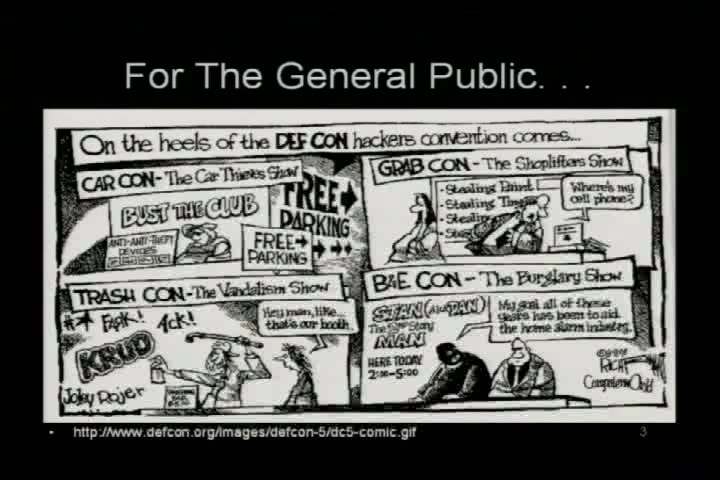 For The General Public. . .
On the heels of the DEF CON hackers convention comes...
CAR CON-The Car Thieves Show
BUST THE CLUB
ANTI-ANTI-THEFT
DEVICES
FREE
PARKING
FREE
PARKING
GRAB CON - The Shoplifters Show
- Stealing Paint
- Stealing
Where's my
cell phone?
TRASH CON-The Vandalism Show
#* F@#K! ACK!
KRUD
Hey man, like...
that's our booth
Joley Rojer
B&E CON - The Burglary Show
STAN (aka DAN)
The 2nd Story
MAN
HERE TODAY
2:00-5:00
My goal all of these
years has been to aid
the home alarm industry.
• http://www.defcon.org/images/defcon-5/dc5-comic.gif
3